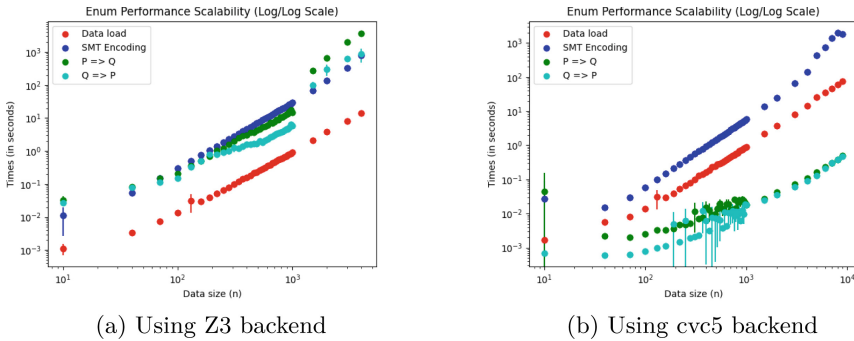 Enum Performance Scalability (Log/Log Scale)
Data load
SMT Encoding
P => Q
Q => P
Times (in seconds)
10³
10²
10¹
10⁰
10⁻¹
10⁻²
10⁻³
10¹
10²
10³
Data size (n)
(a) Using Z3 backend
Enum Performance Scalability (Log/Log Scale)
Data load
SMT Encoding
P => Q
Q => P
Times (in seconds)
10³
10²
10¹
10⁰
10⁻¹
10⁻²
10⁻³
10¹
10²
10³
10⁴
Data size (n)
(b) Using cvc5 backend